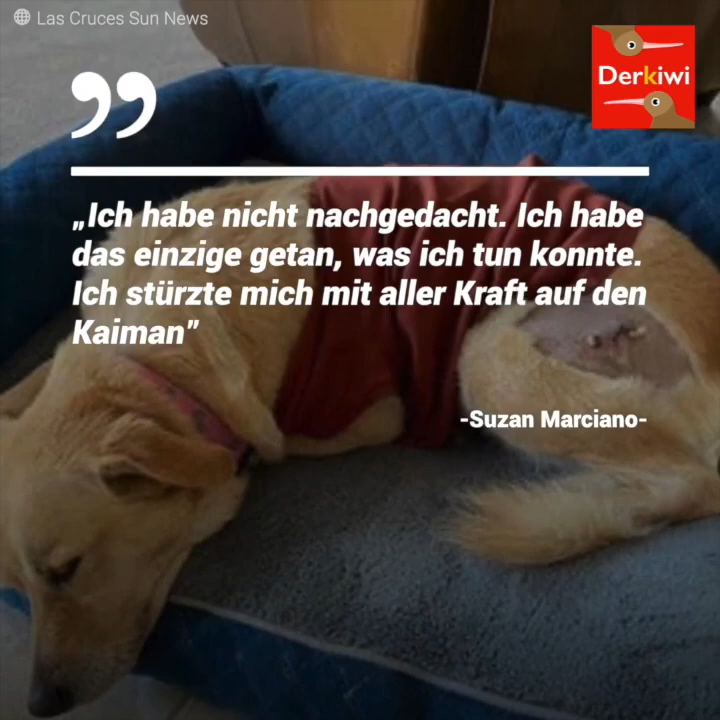 Las Cruces Sun News
Derkiwi
„Ich habe nicht nachgedacht. Ich habe
das einzige getan, was ich tun konnte.
Ich stürzte mich mit aller Kraft auf den
Kaiman”
-Suzan Marciano-